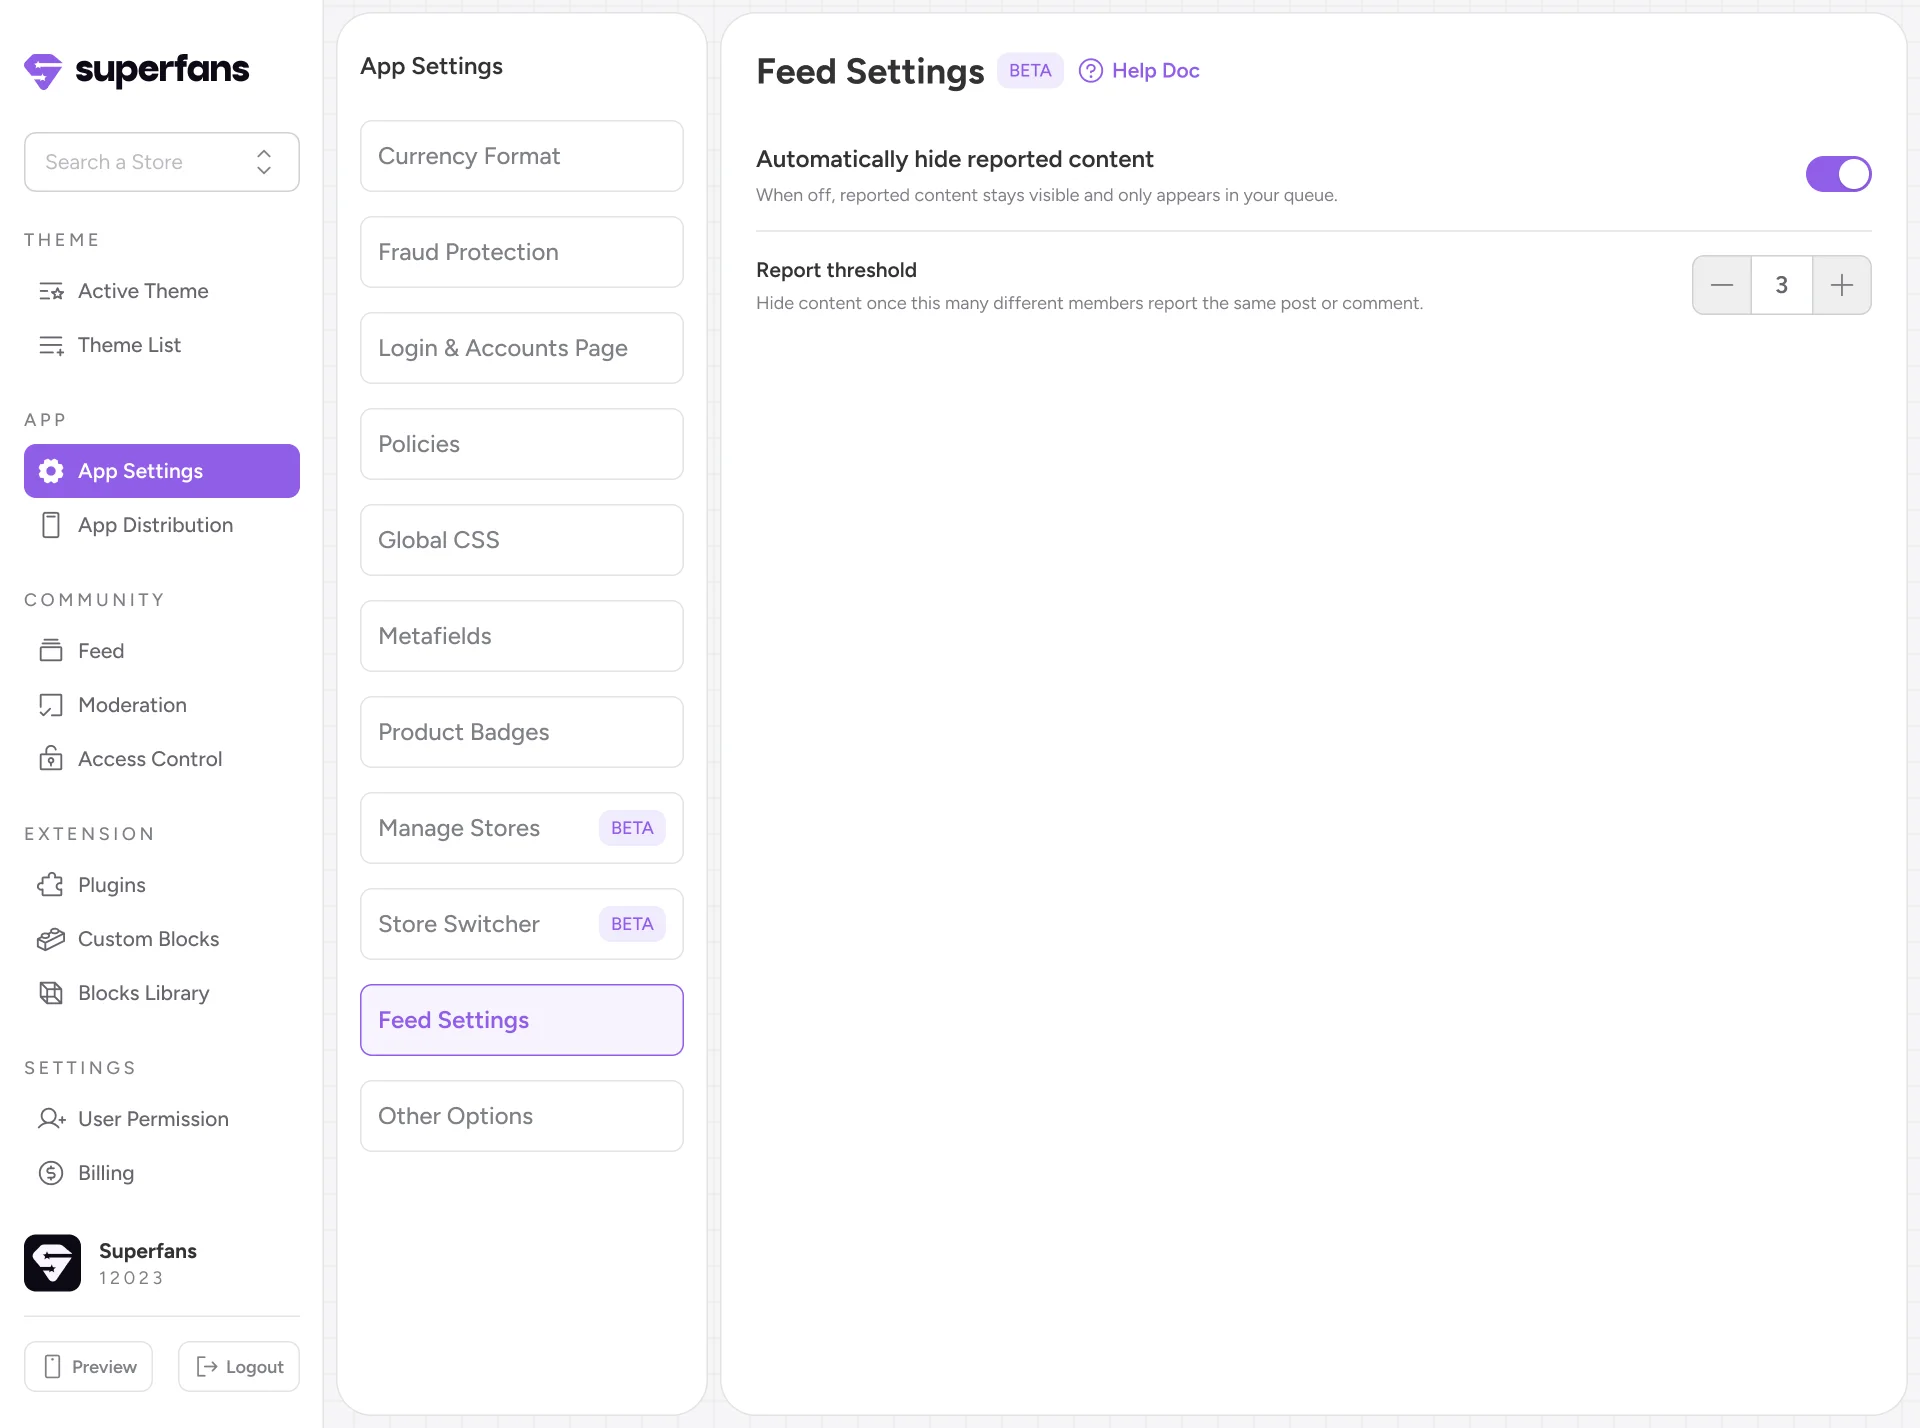 superfans
Search a Store
THEME
Active Theme
Theme List
APP
App Settings
App Distribution
COMMUNITY
Feed
Moderation
Access Control
EXTENSION
Plugins
Custom Blocks
Blocks Library
SETTINGS
User Permission
Billing
Superfans
12023
Preview
Logout
App Settings
Currency Format
Fraud Protection
Login & Accounts Page
Policies
Global CSS
Metafields
Product Badges
Manage Stores BETA
Store Switcher BETA
Feed Settings
Other Options
Feed Settings BETA Help Doc
Automatically hide reported content
When off, reported content stays visible and only appears in your queue.
Report threshold
Hide content once this many different members report the same post or comment.
3